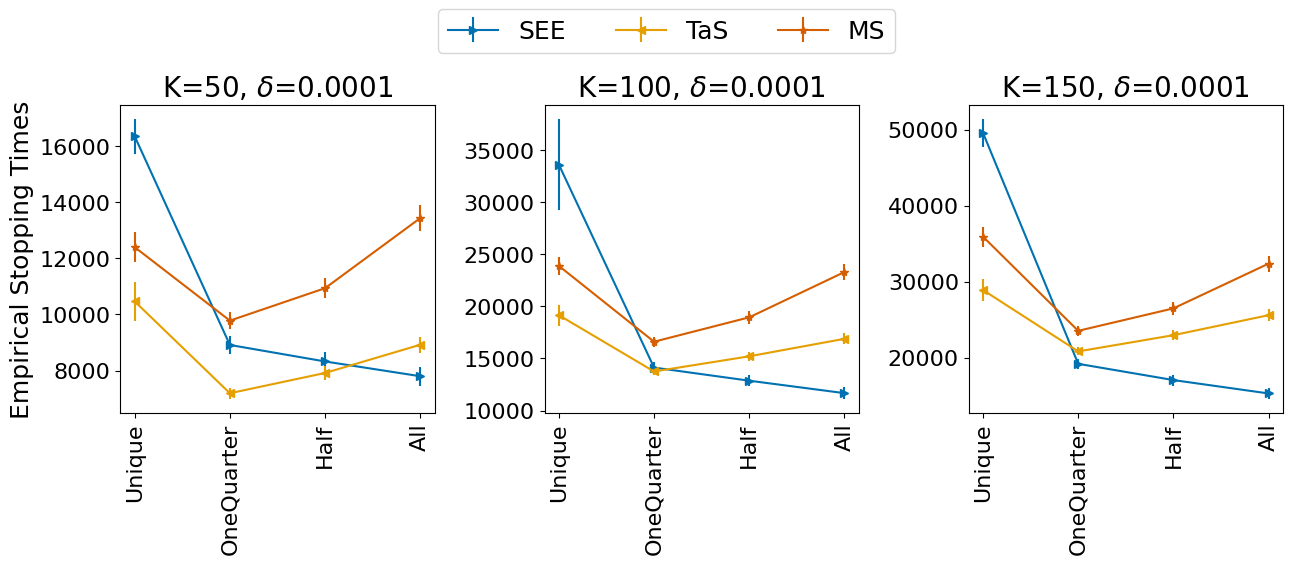 SEE TaS MS
K=50, δ=0.0001
K=100, δ=0.0001
K=150, δ=0.0001
Empirical Stopping Times
16000
14000
12000
10000
8000
Unique
OneQuarter
Half
All
35000
30000
25000
20000
15000
10000
Unique
OneQuarter
Half
All
50000
40000
30000
20000
Unique
OneQuarter
Half
All